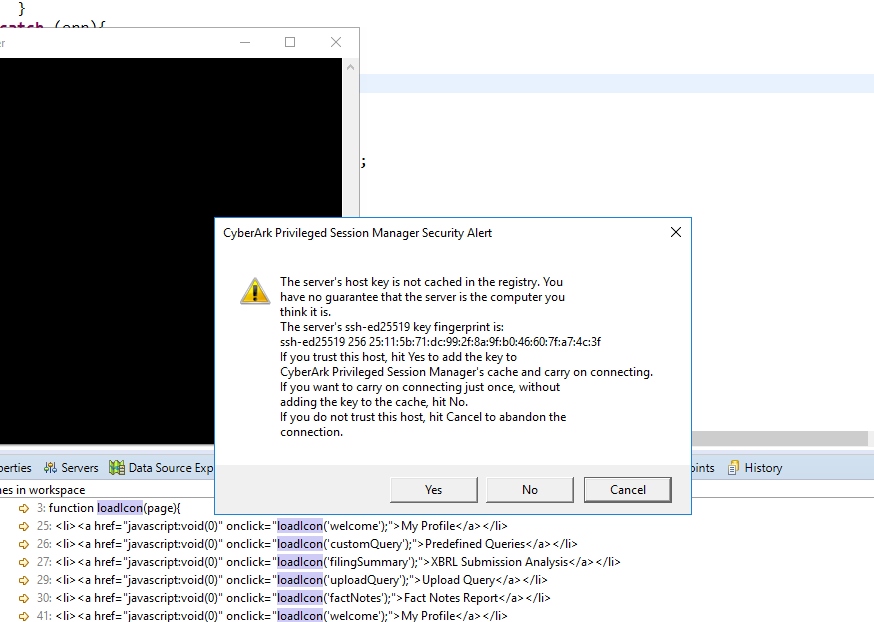 }
catch (enn){
er
;
CyberArk Privileged Session Manager Security Alert
The server's host key is not cached in the registry. You
have no guarantee that the server is the computer you
think it is.
The server's ssh-ed25519 key fingerprint is:
ssh-ed25519 256 25:11:5b:71:dc:99:2f:8a:9f:b0:46:60:7f:a7:4c:3f
If you trust this host, hit Yes to add the key to
CyberArk Privileged Session Manager's cache and carry on connecting.
If you want to carry on connecting just once, without
adding the key to the cache, hit No.
If you do not trust this host, hit Cancel to abandon the
connection.
Yes No Cancel
perties Servers Data Source Exp oints History
nes in workspace
3: function loadIcon(page){
25: <li><a href="javascript:void(0)" onclick="loadIcon('welcome');">My Profile</a></li>
26: <li><a href="javascript:void(0)" onclick="loadIcon('customQuery');">Predefined Queries</a></li>
27: <li><a href="javascript:void(0)" onclick="loadIcon('filingSummary');">XBRL Submission Analysis</a></li>
29: <li><a href="javascript:void(0)" onclick="loadIcon('uploadQuery');">Upload Query</a></li>
30: <li><a href="javascript:void(0)" onclick="loadIcon('factNotes');">Fact Notes Report</a></li>
41: <li><a href="javascript:void(0)" onclick="loadIcon('welcome');">My Profile</a></li>